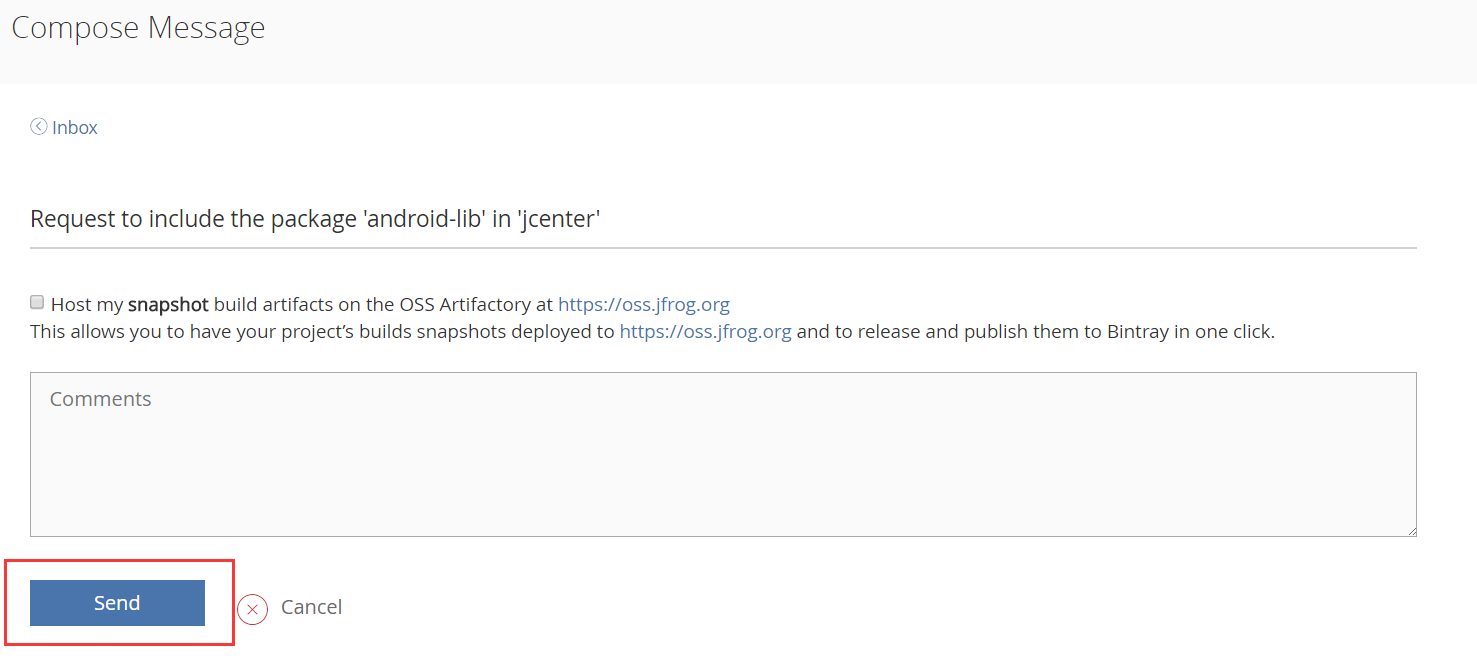 Compose Message
Inbox
Request to include the package 'android-lib' in 'jcenter'
Host my snapshot build artifacts on the OSS Artifactory at https://oss.jfrog.org
This allows you to have your project’s builds snapshots deployed to https://oss.jfrog.org and to release and publish them to Bintray in one click.
Comments
Send
Cancel